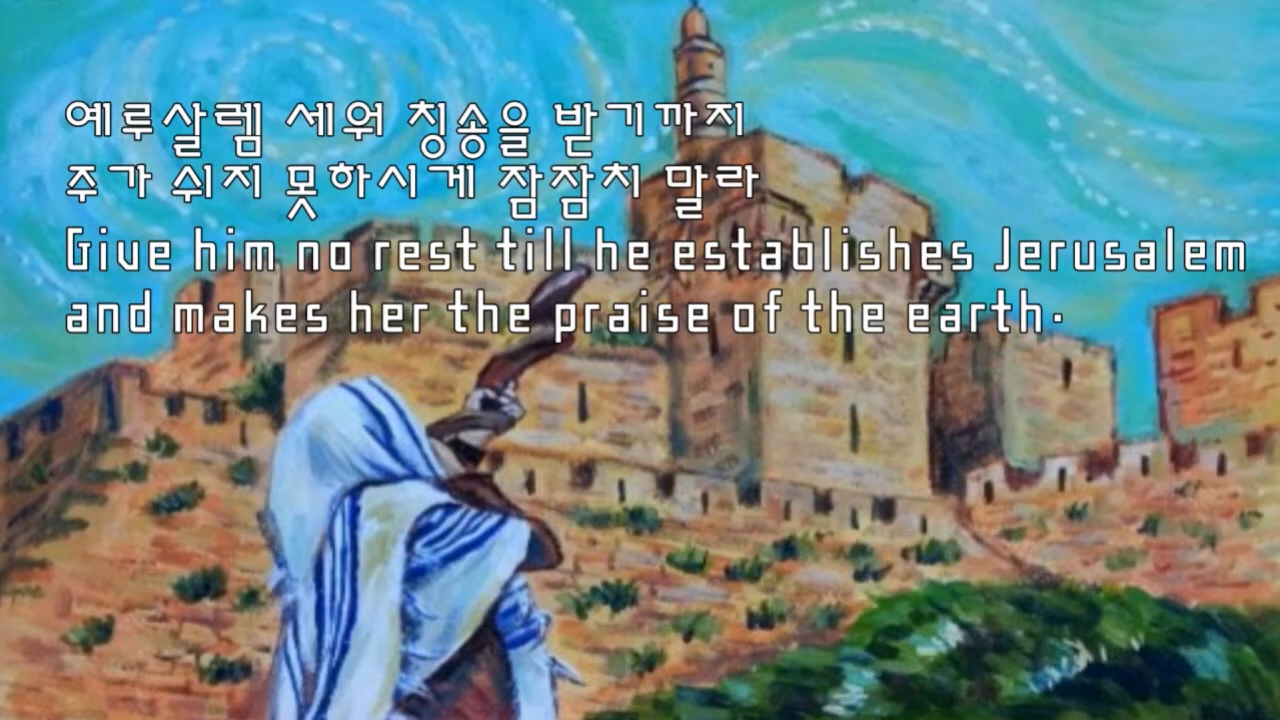 예루살렘 세워 칭송을 받기까지
주가 쉬지 못하시게 잠잠치 말라
Give him no rest till he establishes Jerusalem
and makes her the praise of the earth.